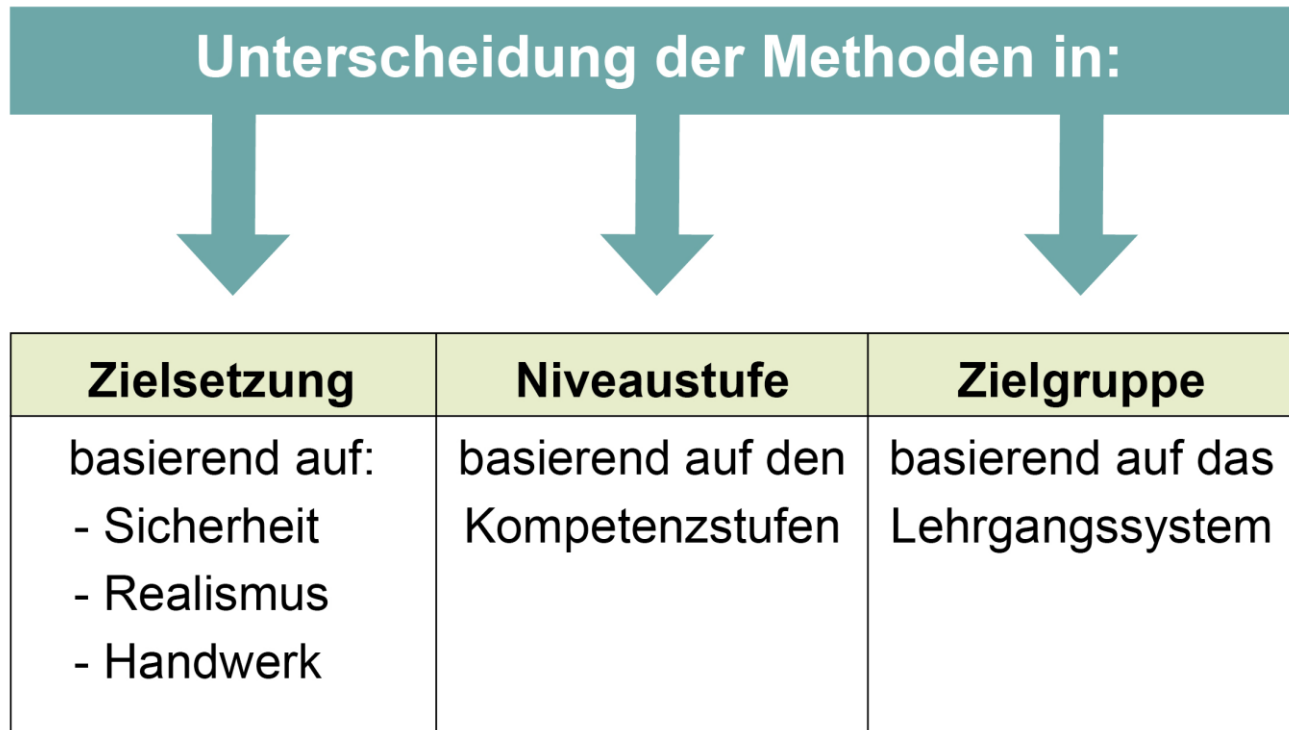 Unterscheidung der Methoden in:
Zielsetzung
basierend auf:
- Sicherheit
- Realismus
- Handwerk
Niveaustufe
basierend auf den
Kompetenzstufen
Zielgruppe
basierend auf das
Lehrgangssystem